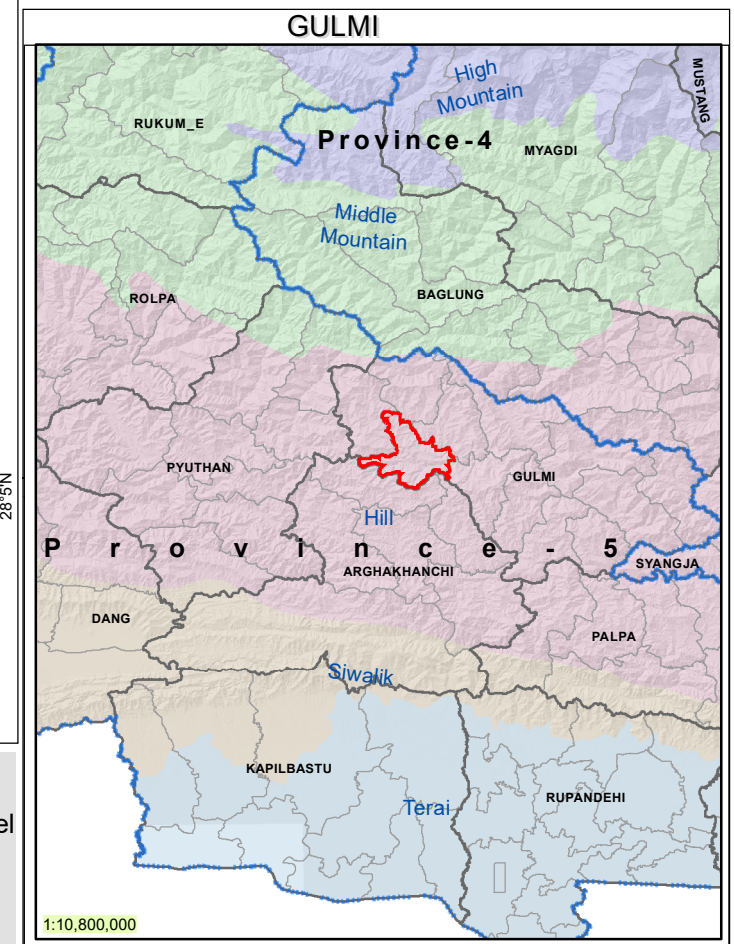 GULMI
High
Mountain
MUSTANG
RUKUM_E
Province-4
MYAGDI
Middle
Mountain
ROLPA
BAGLUNG
PYUTHAN
GULMI
28°5'N
Hill
Province-5
SYANGJA
ARGHAKHANCHI
DANG
PALPA
Siwalik
KAPILBASTU
RUPANDEHI
Terai
el
1:10,800,000